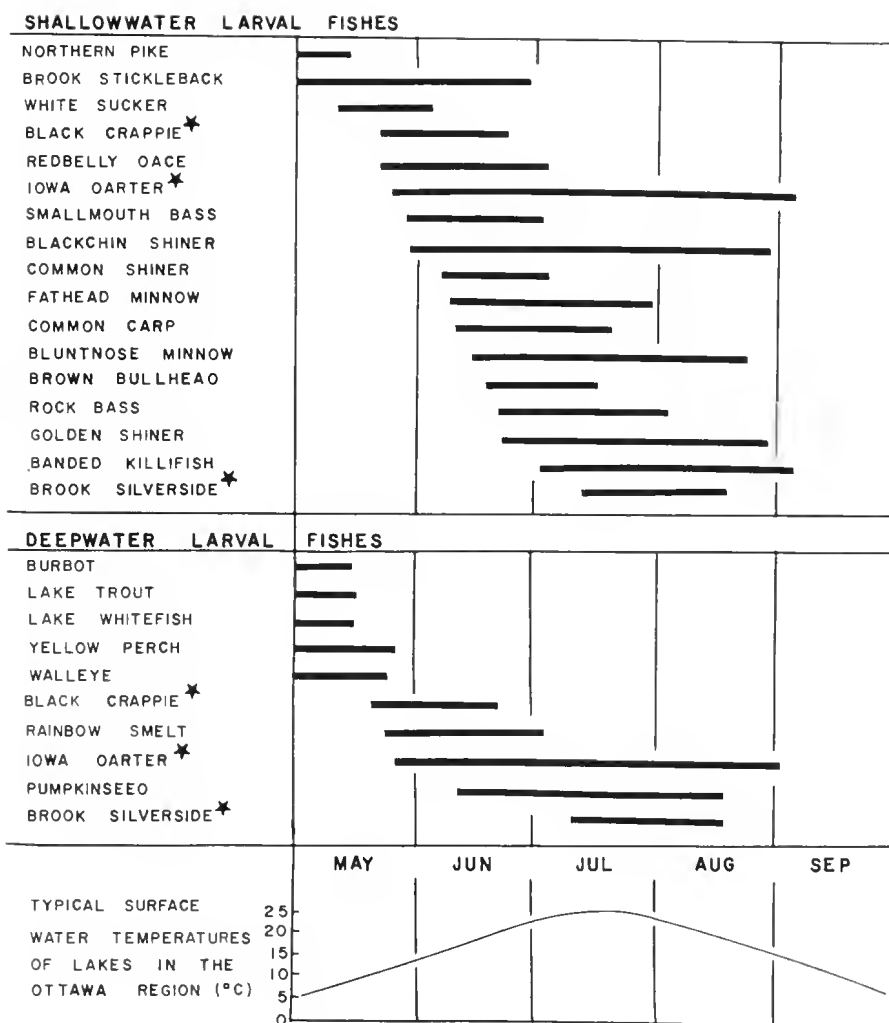 SHALLOWWATER LARVAL FISHES
NORTHERN PIKE
BROOK STICKLEBACK
WHITE SUCKER
BLACK CRAPPIE★
REDBELLY OACE
IOWA OARTER★
SMALLMOUTH BASS
BLACKCHIN SHINER
COMMON SHINER
FATHEAD MINNOW
COMMON CARP
BLUNTNOSE MINNOW
BROWN BULLHEAO
ROCK BASS
GOLDEN SHINER
BANDED KILLIFISH
BROOK SILVERSIDE★
DEEPWATER LARVAL FISHES
BURBOT
LAKE TROUT
LAKE WHITEFISH
YELLOW PERCH
WALLEYE
BLACK CRAPPIE★
RAINBOW SMELT
IOWA OARTER★
PUMPKINSEEO
BROOK SILVERSIDE★
MAY JUN JUL AUG SEP
TYPICAL SURFACE
WATER TEMPERATURES
OF LAKES IN THE
OTTAWA REGION (°C)
25
20
15
10
5
0